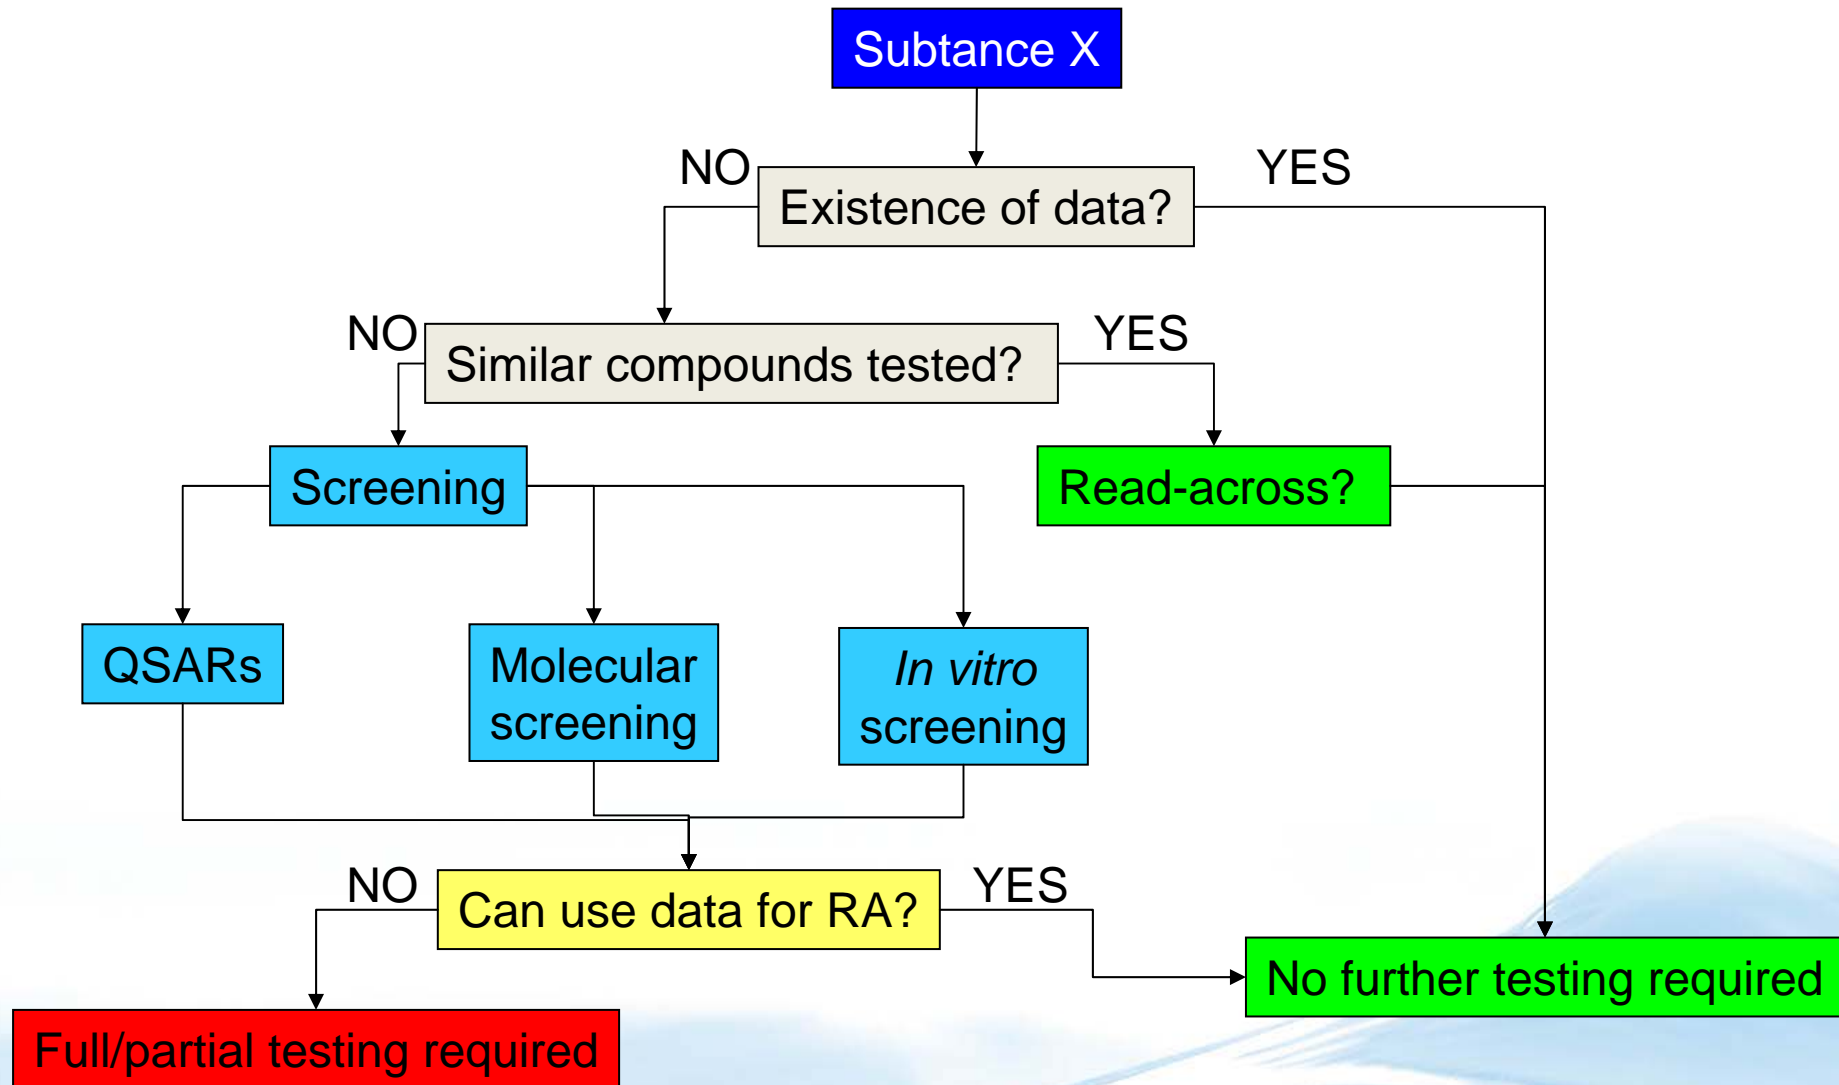 Subtance X
NO
YES
Existence of data?
NO
YES
Similar compounds tested?
Screening
Read-across?
QSARs
Molecular
screening
In vitro
screening
NO
YES
Can use data for RA?
No further testing required
Full/partial testing required